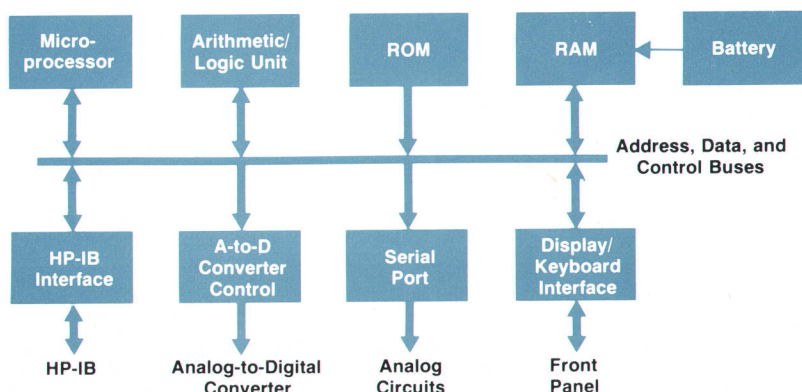 Micro-
processor
Arithmetic/
Logic Unit
ROM
RAM
Battery
Address, Data, and
Control Buses
HP-IB
Interface
A-to-D
Converter
Control
Serial
Port
Display/
Keyboard
Interface
HP-IB
Analog-to-Digital
Converter
Analog
Circuits
Front
Panel